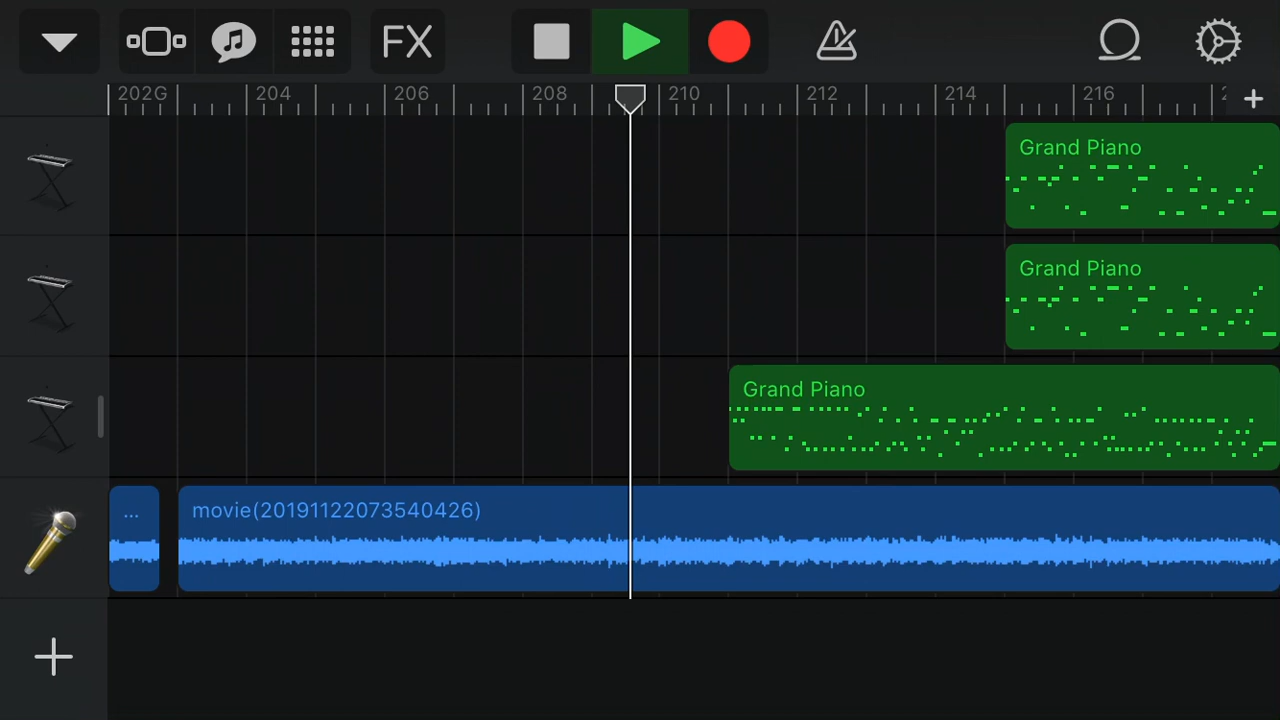 FX
202G 204 206 208 210 212 214 216
Grand Piano
Grand Piano
Grand Piano
... movie(20191122073540426)